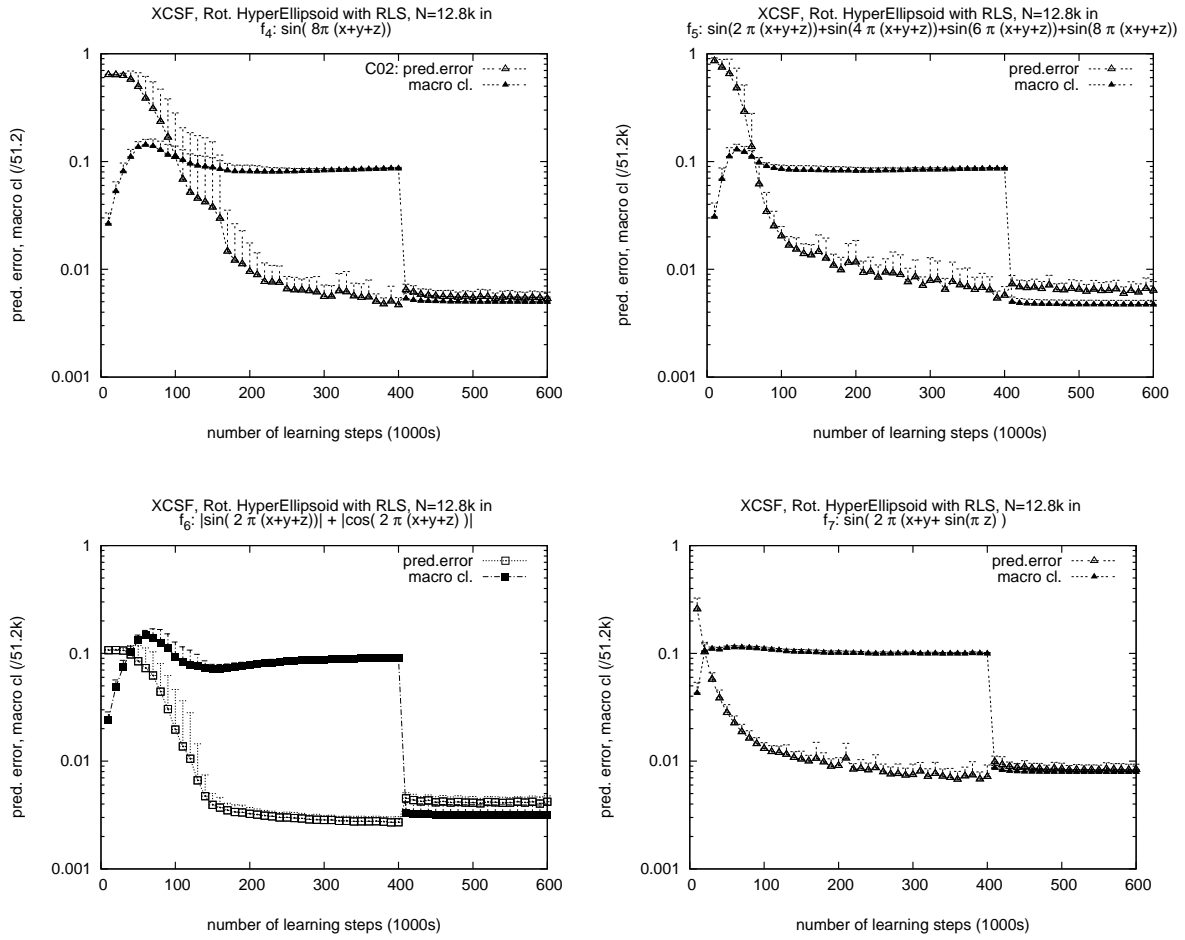 XCSF, Rot. HyperEllipsoid with RLS, N=12.8k in
f₄: sin( 8π (x+y+z))
C02: pred.error
macro cl.
1
0.1
0.01
0.001
0 100 200 300 400 500 600
pred. error, macro cl (/51.2)
number of learning steps (1000s)
XCSF, Rot. HyperEllipsoid with RLS, N=12.8k in
f₅: sin(2 π (x+y+z))+sin(4 π (x+y+z))+sin(6 π (x+y+z))+sin(8 π (x+y+z))
pred.error
macro cl.
1
0.1
0.01
0.001
0 100 200 300 400 500 600
pred. error, macro cl (/51.2k)
number of learning steps (1000s)
XCSF, Rot. HyperEllipsoid with RLS, N=12.8k in
f₆: |sin( 2 π (x+y+z))| + |cos( 2 π (x+y+z) )|
pred.error
macro cl.
1
0.1
0.01
0.001
0 100 200 300 400 500 600
pred. error, macro cl (/51.2k)
number of learning steps (1000s)
XCSF, Rot. HyperEllipsoid with RLS, N=12.8k in
f₇: sin( 2 π (x+y+ sin(π z) )
pred.error
macro cl.
1
0.1
0.01
0.001
0 100 200 300 400 500 600
pred. error, macro cl (/51.2k)
number of learning steps (1000s)